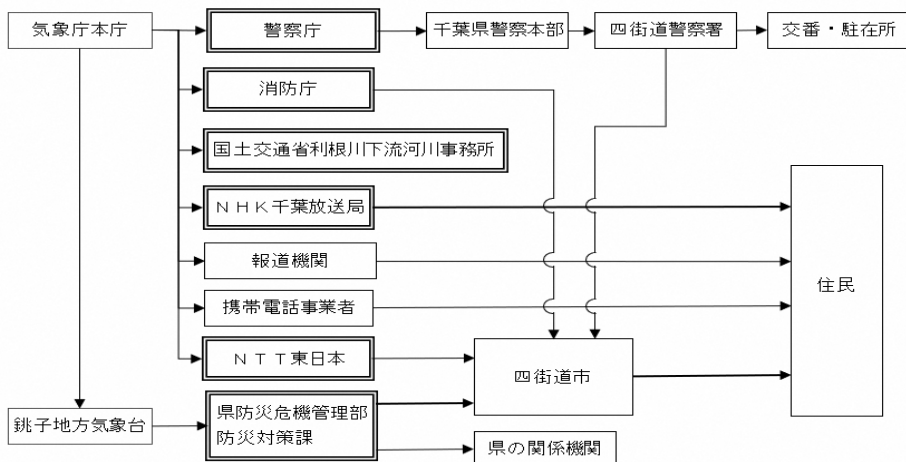 気象庁本庁
警察庁
千葉県警察本部
四街道警察署
交番・駐在所
消防庁
国土交通省利根川下流河川事務所
ＮＨＫ千葉放送局
報道機関
携帯電話事業者
住民
ＮＴＴ東日本
四街道市
銚子地方気象台
県防災危機管理部
防災対策課
県の関係機関